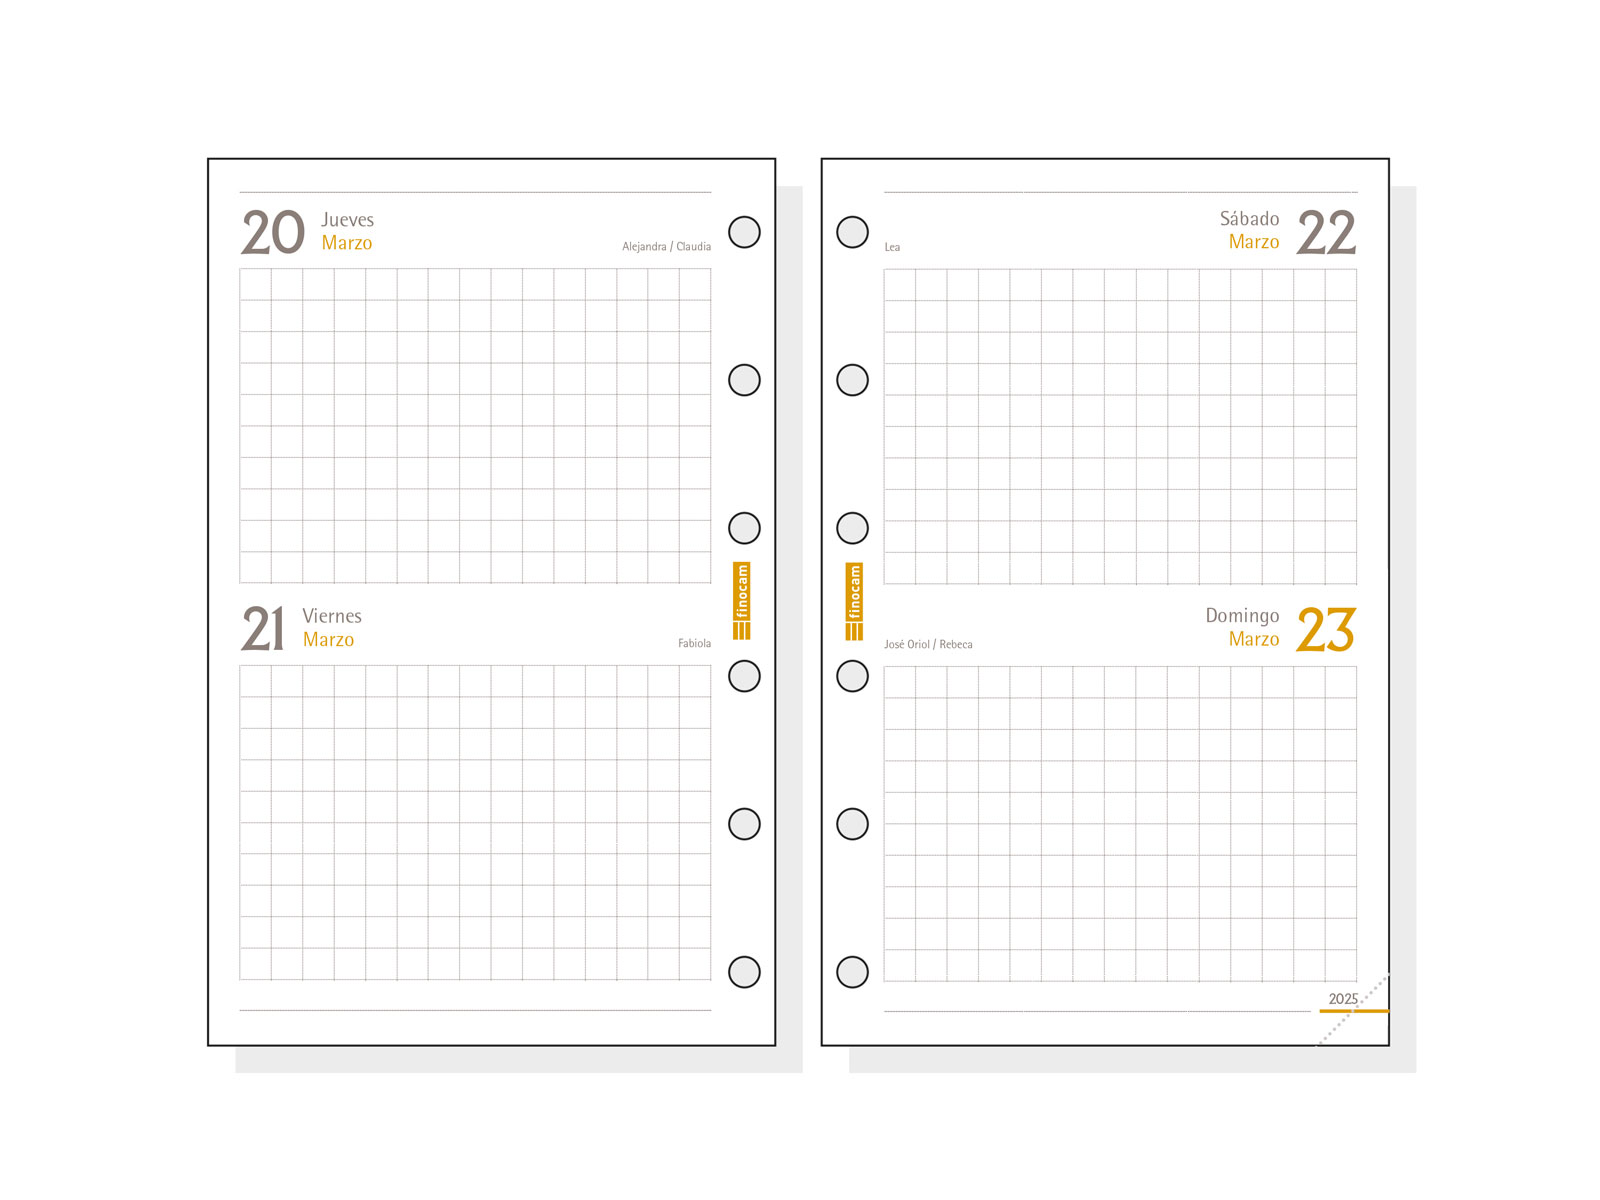 20 Jueves
Marzo
Alejandra / Claudia
21 Viernes
Marzo
Fabiola
finocam
Sábado 22
Marzo
Lea
finocam
Domingo 23
Marzo
José Oriol / Rebeca
2025